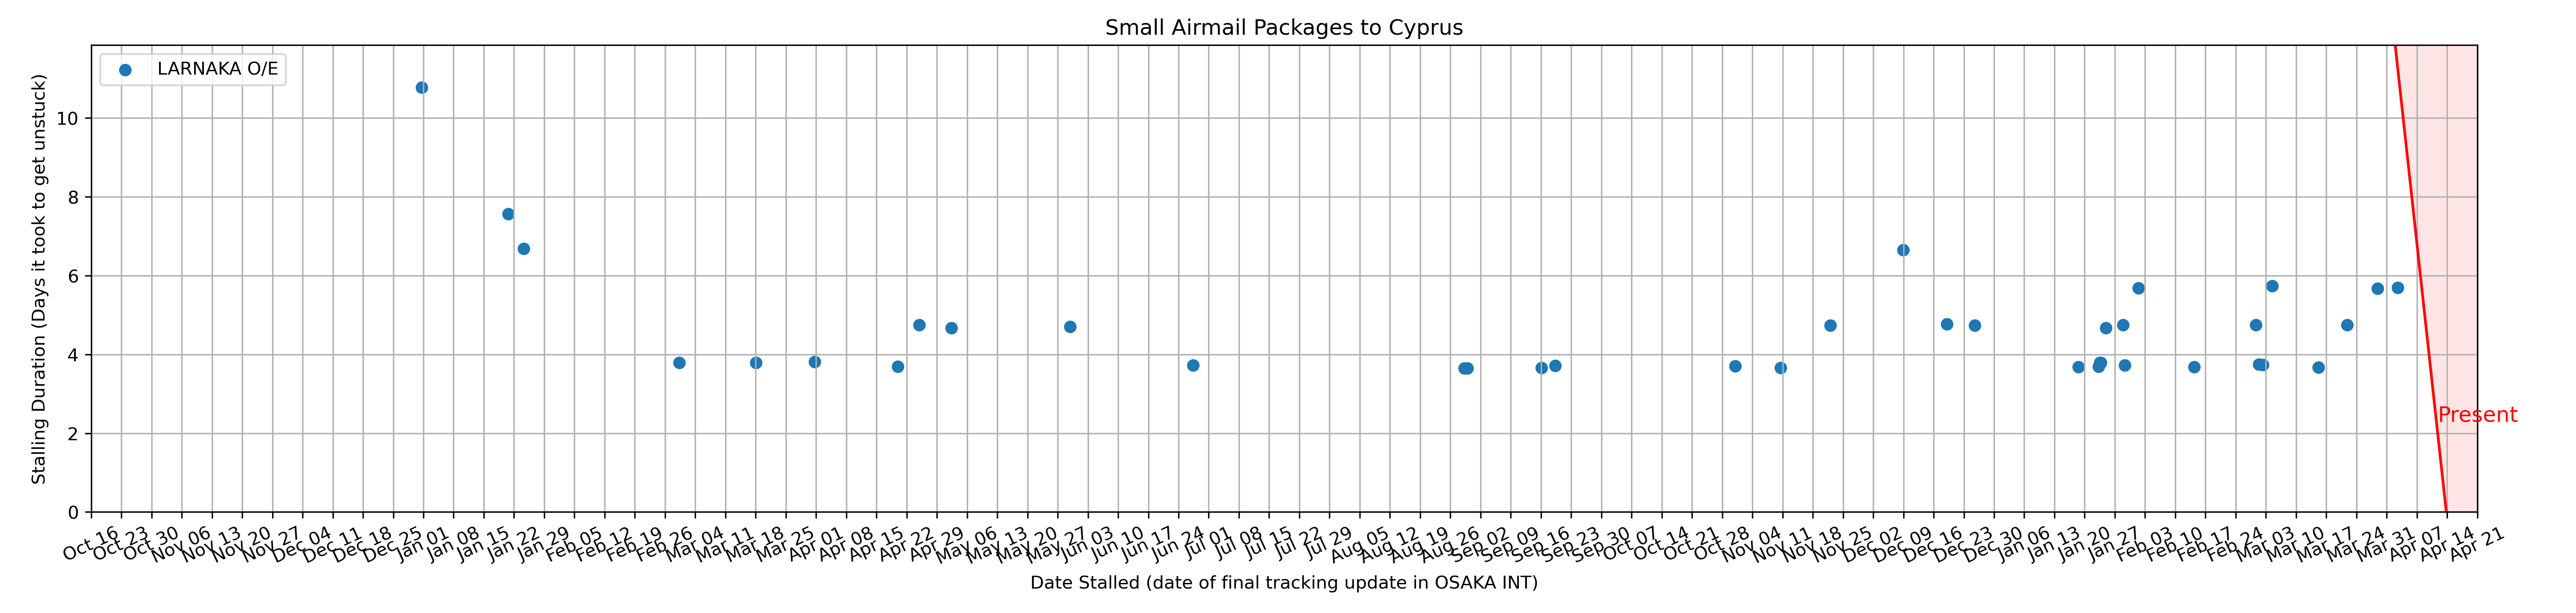 Small Airmail Packages to Cyprus
LARNAKA O/E
Stalling Duration (Days it took to get unstuck)
10
8
6
4
2
0
Present
Oct 16
Oct 23
Oct 30
Nov 06
Nov 13
Nov 20
Nov 27
Dec 04
Dec 11
Dec 18
Dec 25
Jan 01
Jan 08
Jan 15
Jan 22
Jan 29
Feb 05
Feb 12
Feb 19
Feb 26
Mar 04
Mar 11
Mar 18
Mar 25
Apr 01
Apr 08
Apr 15
Apr 22
Apr 29
May 06
May 13
May 20
May 27
Jun 03
Jun 10
Jun 17
Jun 24
Jul 01
Jul 08
Jul 15
Jul 22
Jul 29
Aug 05
Aug 12
Aug 19
Aug 26
Sep 02
Sep 09
Sep 16
Sep 23
Sep 30
Oct 07
Oct 14
Oct 21
Oct 28
Nov 04
Nov 11
Nov 18
Nov 25
Dec 02
Dec 09
Dec 16
Dec 23
Dec 30
Jan 06
Jan 13
Jan 20
Jan 27
Feb 03
Feb 10
Feb 17
Feb 24
Mar 03
Mar 10
Mar 17
Mar 24
Mar 31
Apr 07
Apr 14
Apr 21
Date Stalled (date of final tracking update in OSAKA INT)